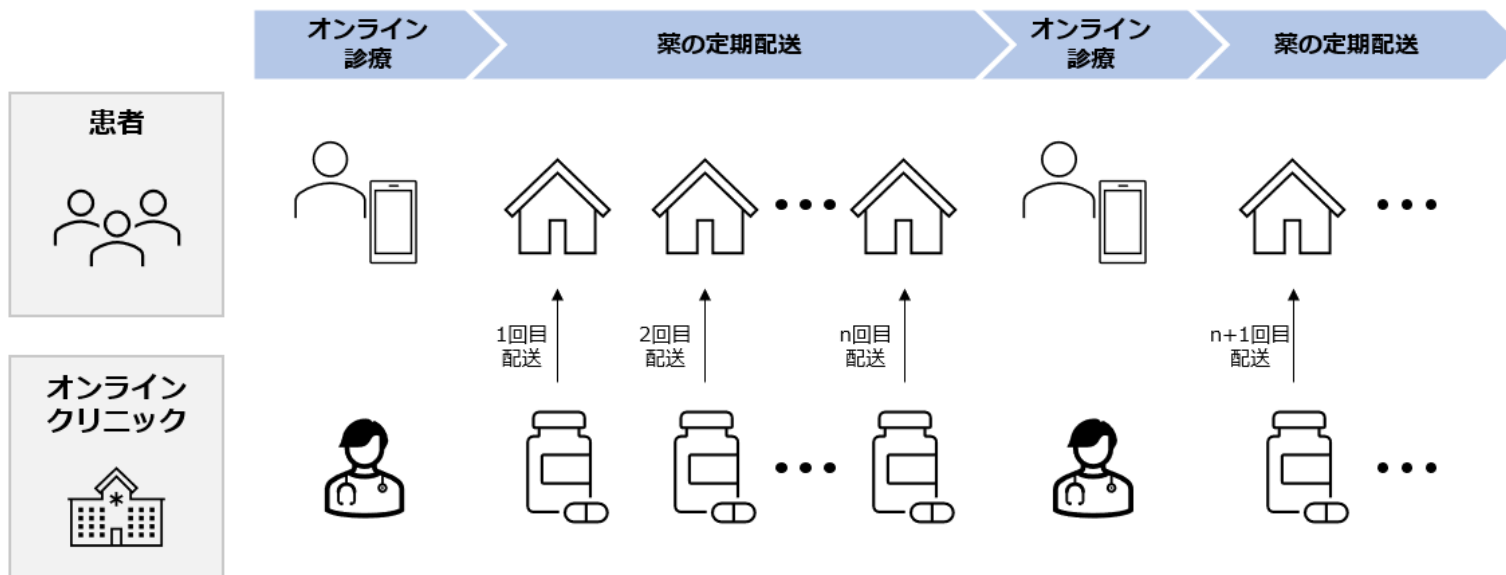 オンライン
診療
薬の定期配送
オンライン
診療
薬の定期配送
患者
1回目
配送
2回目
配送
n回目
配送
n+1回目
配送
オンライン
クリニック